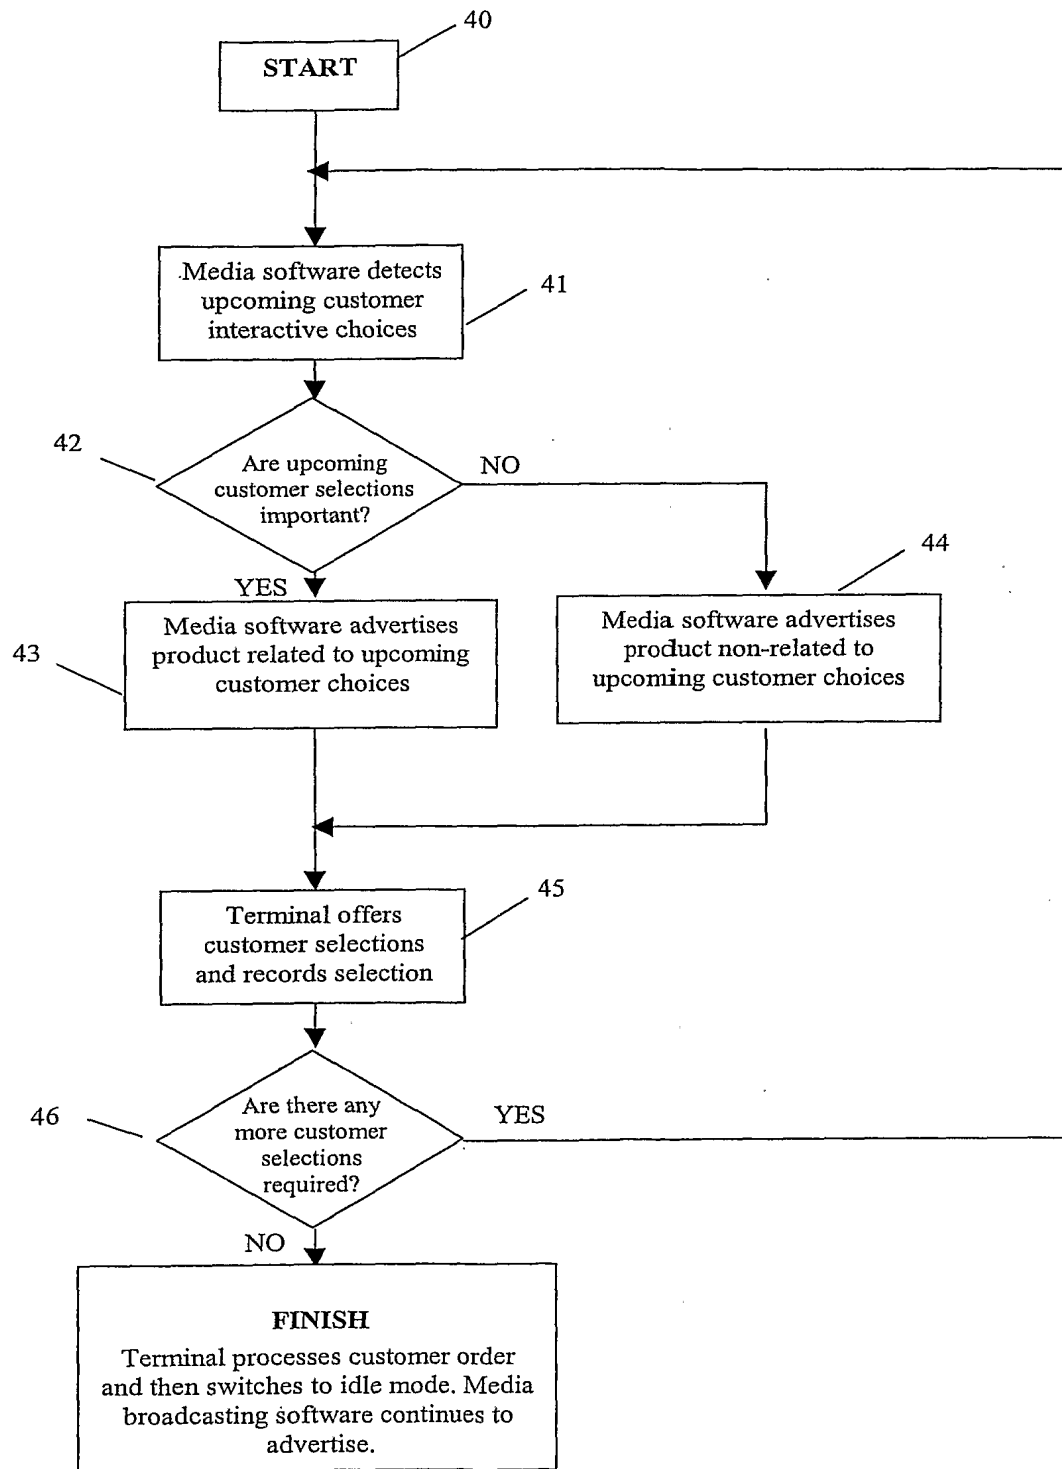 40
START
Media software detects
upcoming customer
interactive choices
41
42
Are upcoming
customer selections
important?
NO
YES
44
43
Media software advertises
product related to upcoming
customer choices
Media software advertises
product non-related to
upcoming customer choices
45
Terminal offers
customer selections
and records selection
46
Are there any
more customer
selections
required?
YES
NO
FINISH
Terminal processes customer order
and then switches to idle mode. Media
broadcasting software continues to
advertise.